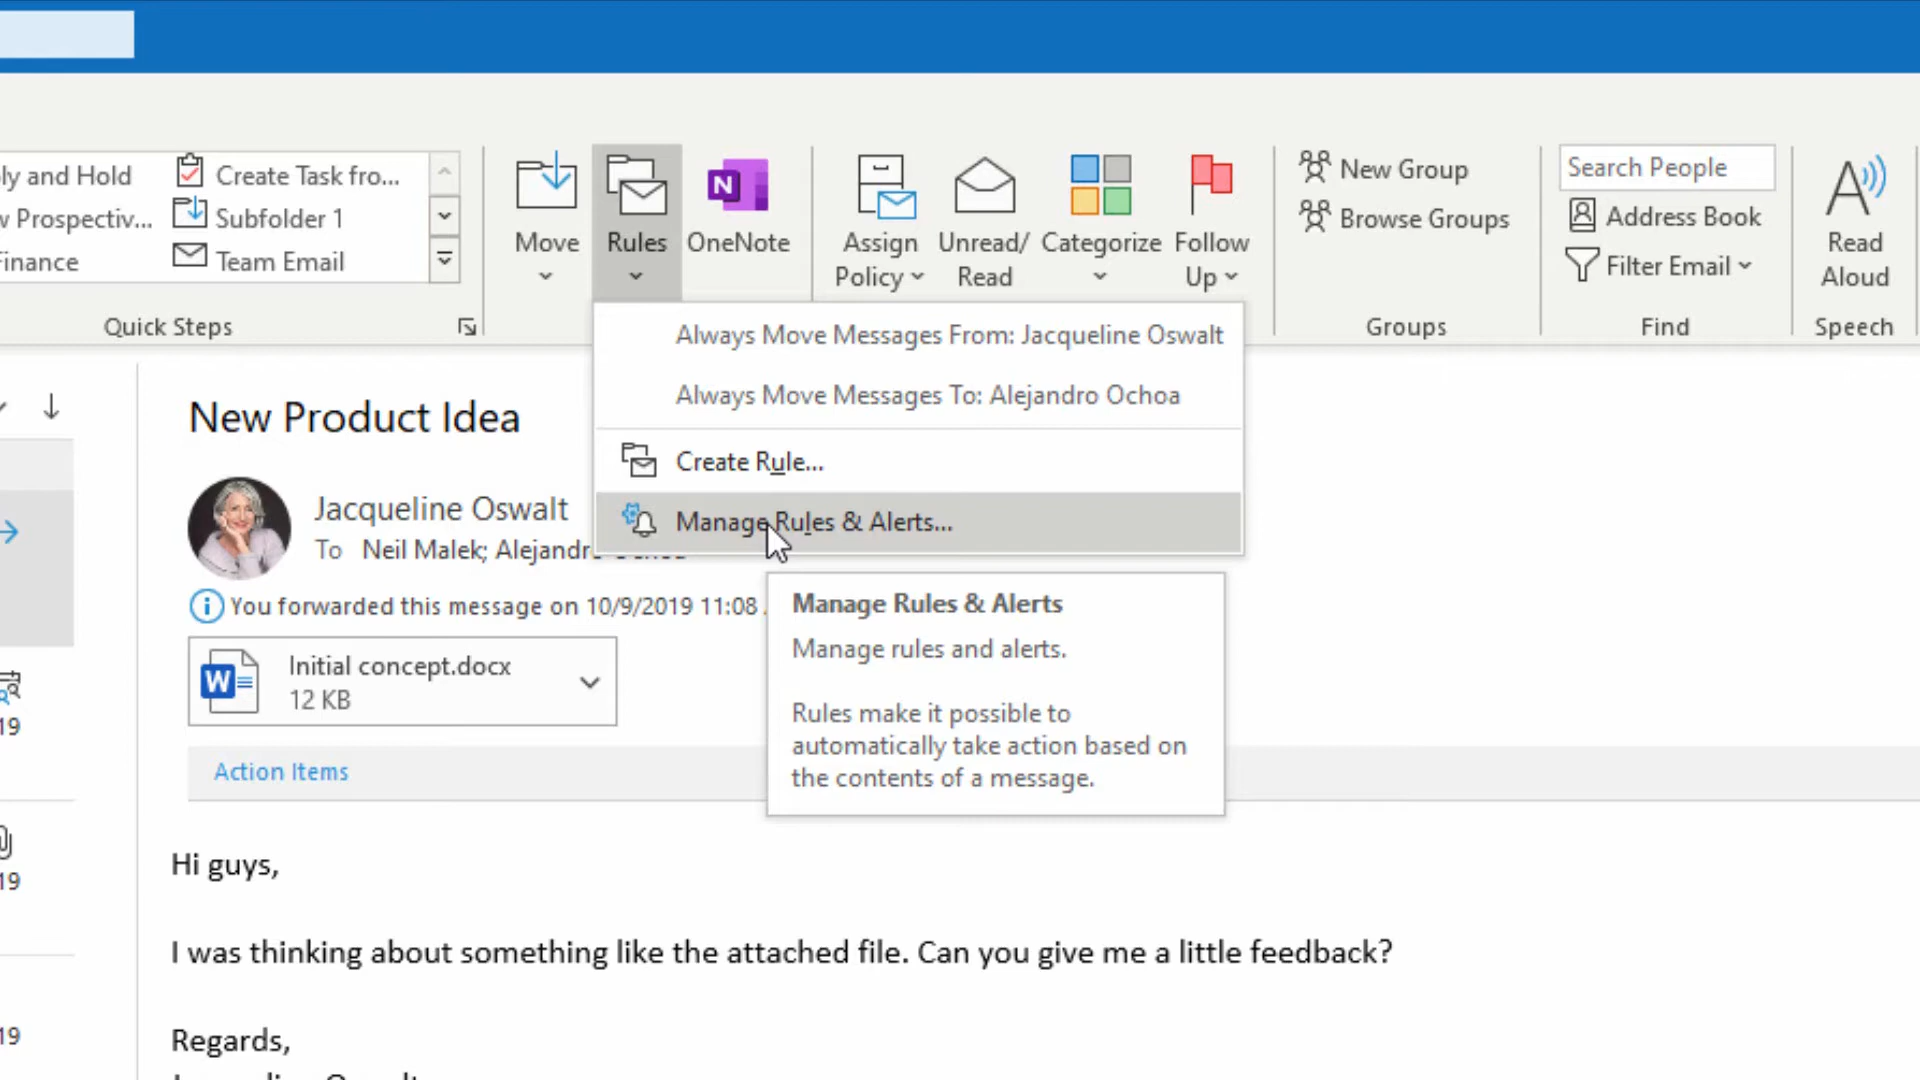 ly and Hold
Create Task fro...
w Prospectiv...
Subfolder 1
Finance
Team Email
Quick Steps
Move
Rules
N
OneNote
Assign
Policy
Unread/
Read
Categorize
Follow
Up
New Group
Browse Groups
Groups
Search People
Address Book
Filter Email
Find
Read
Aloud
Speech
Always Move Messages From: Jacqueline Oswalt
Always Move Messages To: Alejandro Ochoa
Create Rule...
Manage Rules & Alerts...
Manage Rules & Alerts
Manage rules and alerts.
Rules make it possible to
automatically take action based on
the contents of a message.
New Product Idea
Jacqueline Oswalt
To Neil Malek; Alejandro Ochoa
You forwarded this message on 10/9/2019 11:08
W
Initial concept.docx
12 KB
Action Items
19
19
19
Hi guys,
I was thinking about something like the attached file. Can you give me a little feedback?
Regards,